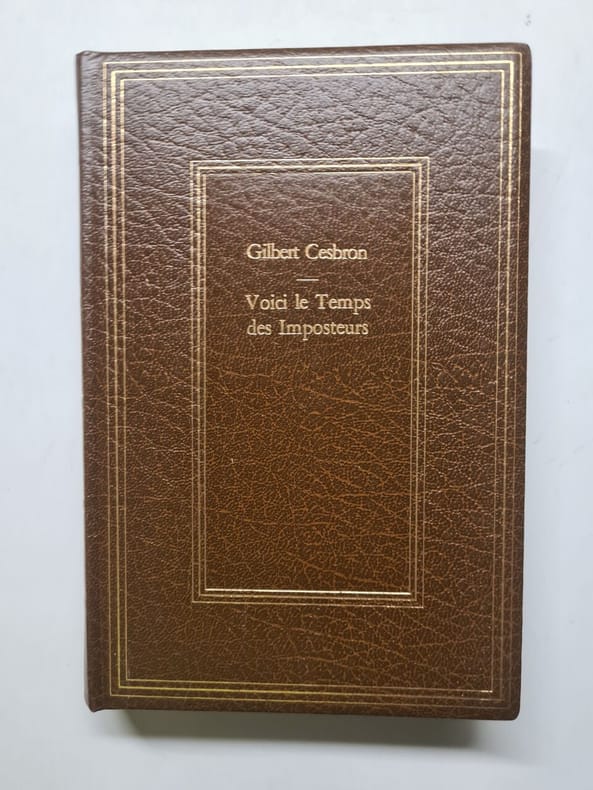 Gilbert Cesbron
Voici le Temps
des Imposteurs